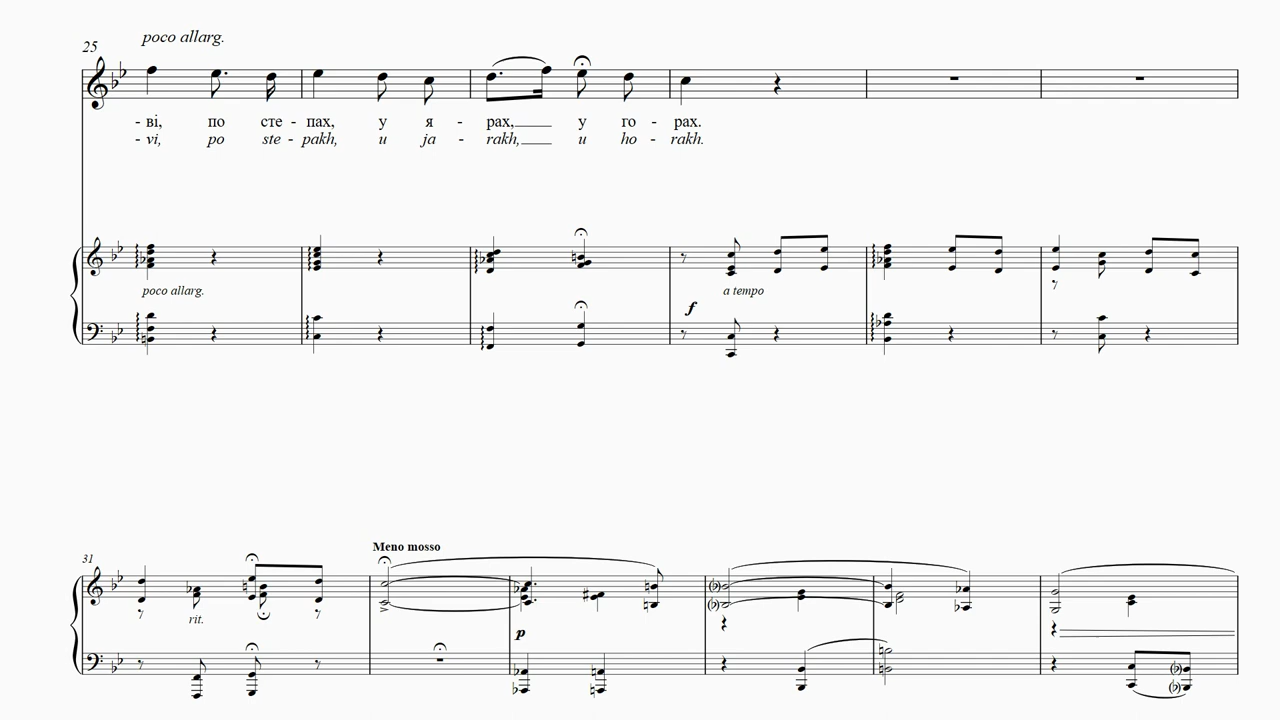 poco allarg.
25
- ві, по сте - пах, у я - рах, у го - рах.
- vi, po ste - pakh, u ja - rakh, u ho - rakh.
poco allarg. a tempo
f
Meno mosso
31
rit.
p